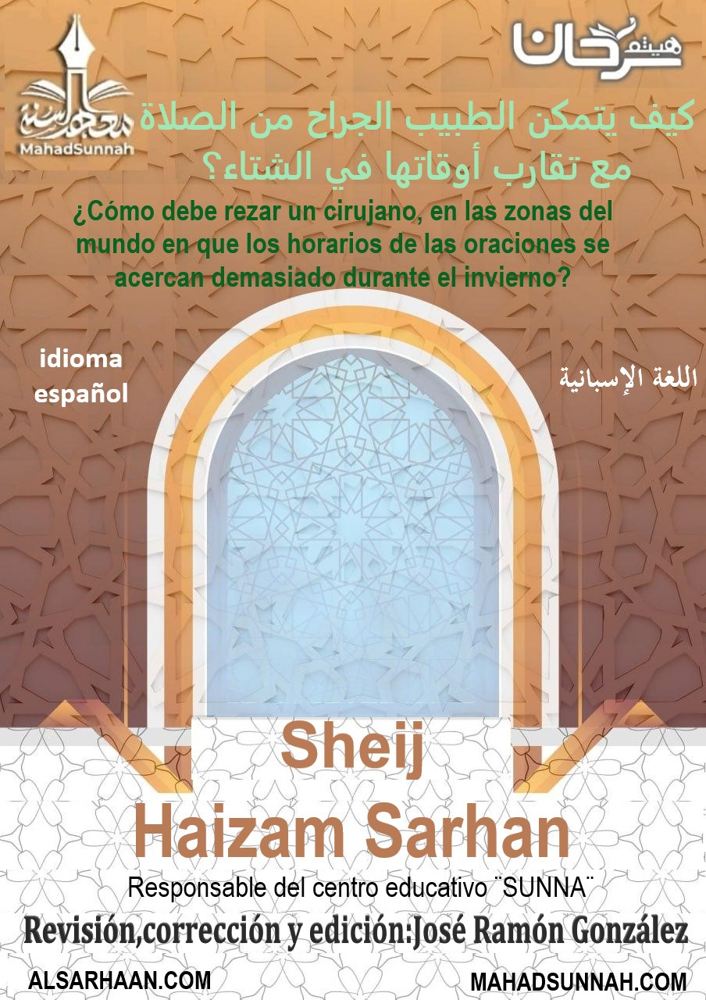 معهد السنة
MahadSunnah
هيثم سرحان
كيف يتمكن الطبيب الجراح من الصلاة
مع تقارب أوقاتها في الشتاء؟
¿Cómo debe rezar un cirujano, en las zonas del
mundo en que los horarios de las oraciones se
acercan demasiado durante el invierno?
idioma
español
اللغة الإسبانية
Sheij
Haizam Sarhan
Responsable del centro educativo ¨SUNNA¨
Revisión,corrección y edición:José Ramón González
ALSARHAAN.COM
MAHADSUNNAH.COM